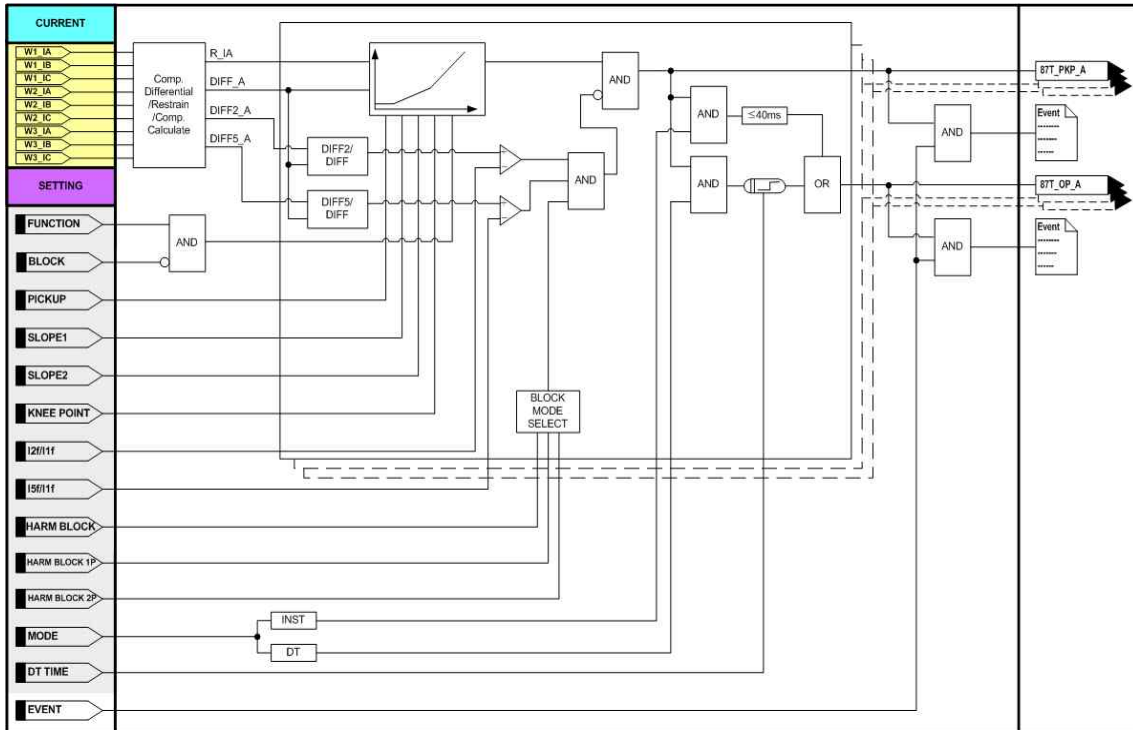 CURRENT
W1_IA
W1_IB
W1_IC
W2_IA
W2_IB
W2_IC
W3_IA
W3_IB
W3_IC
Comp.
Differential
/Restrain
/Comp.
Calculate
R_IA
DIFF_A
DIFF2_A
DIFF5_A
DIFF2/
DIFF
DIFF5/
DIFF
AND
AND
AND
≤40ms
AND
OR
87T_PKP_A
AND
Event
--------
--------
------
87T_OP_A
AND
Event
--------
--------
------
SETTING
FUNCTION
AND
BLOCK
PICKUP
SLOPE1
SLOPE2
KNEE POINT
BLOCK
MODE
SELECT
I2f/I1f
I5f/I1f
HARM BLOCK
HARM BLOCK 1P
HARM BLOCK 2P
MODE
INST
DT
DT TIME
EVENT